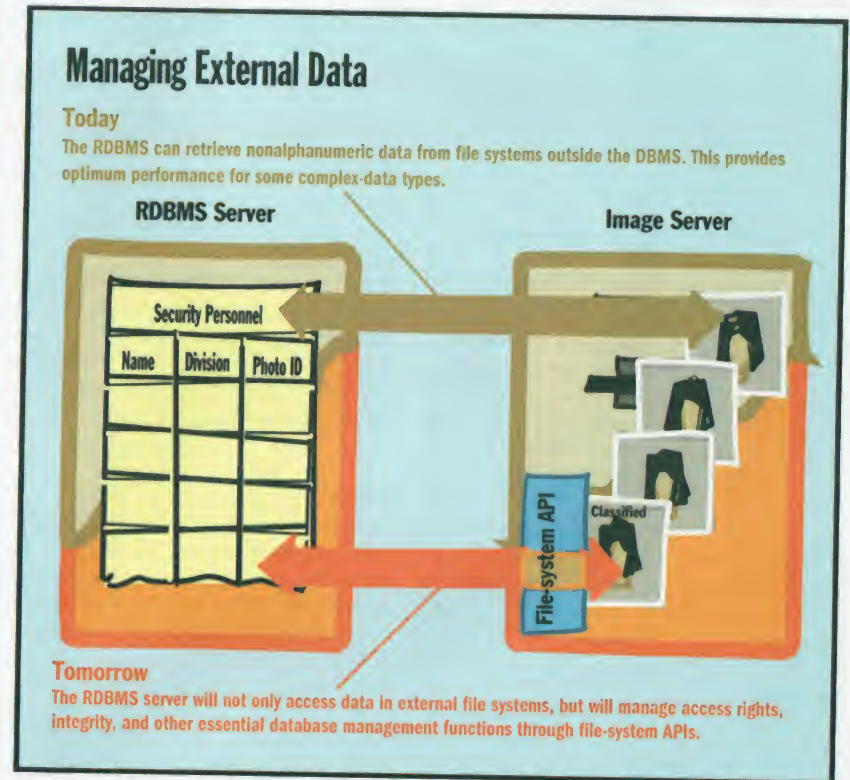 Managing External Data
Today
The RDBMS can retrieve nonalphanumeric data from file systems outside the DBMS. This provides
optimum performance for some complex-data types.
RDBMS Server
Image Server
Security Personnel
Name Division Photo ID
Classified
File-system API
Tomorrow
The RDBMS server will not only access data in external file systems, but will manage access rights,
integrity, and other essential database management functions through file-system APIs.